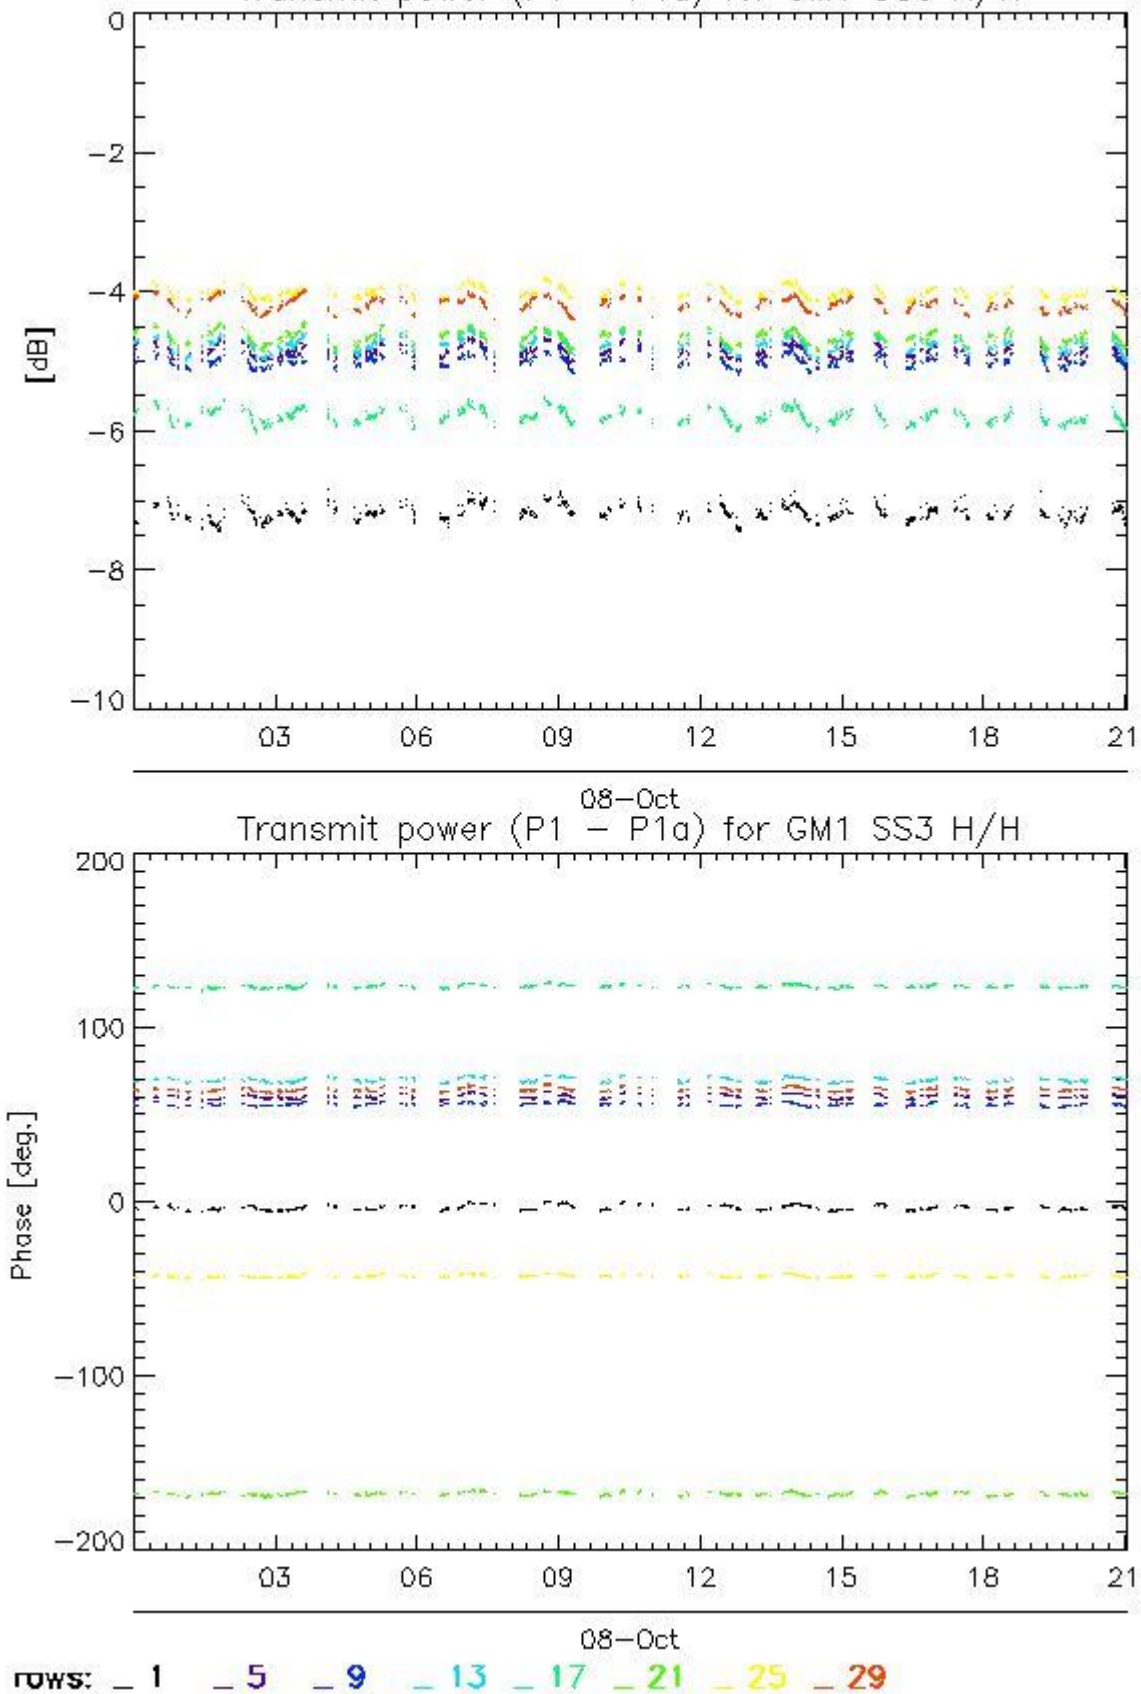 0
−2
−4
[dB]
−6
−8
−10
03 06 09 12 15 18 21
08−Oct
Transmit power (P1 − P1a) for GM1 SS3 H/H
200
100
0
Phase [deg.]
−100
−200
03 06 09 12 15 18 21
08−Oct
rows: _ 1 _ 5 _ 9 _ 13 _ 17 _ 21 _ 25 _ 29